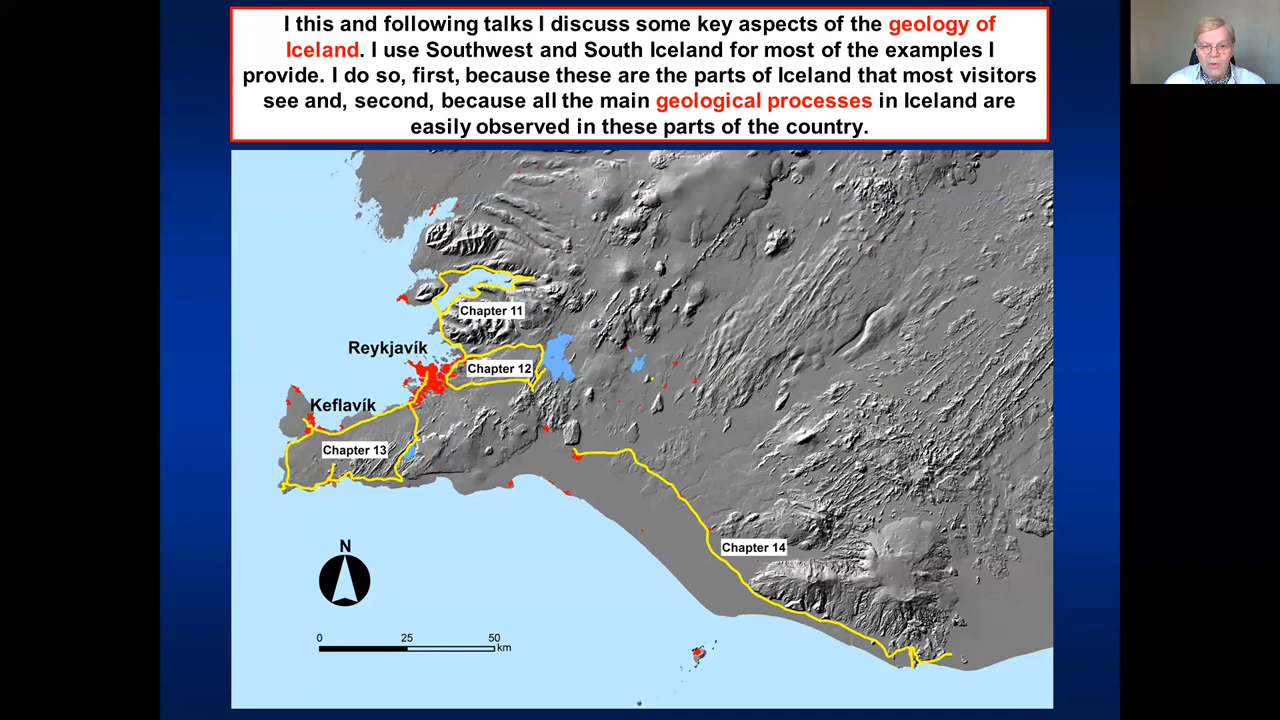 I this and following talks I discuss some key aspects of the geology of
Iceland. I use Southwest and South Iceland for most of the examples I
provide. I do so, first, because these are the parts of Iceland that most visitors
see and, second, because all the main geological processes in Iceland are
easily observed in these parts of the country.
Chapter 11
Reykjavík
Chapter 12
Keflavík
Chapter 13
N
Chapter 14
0 25 50
km